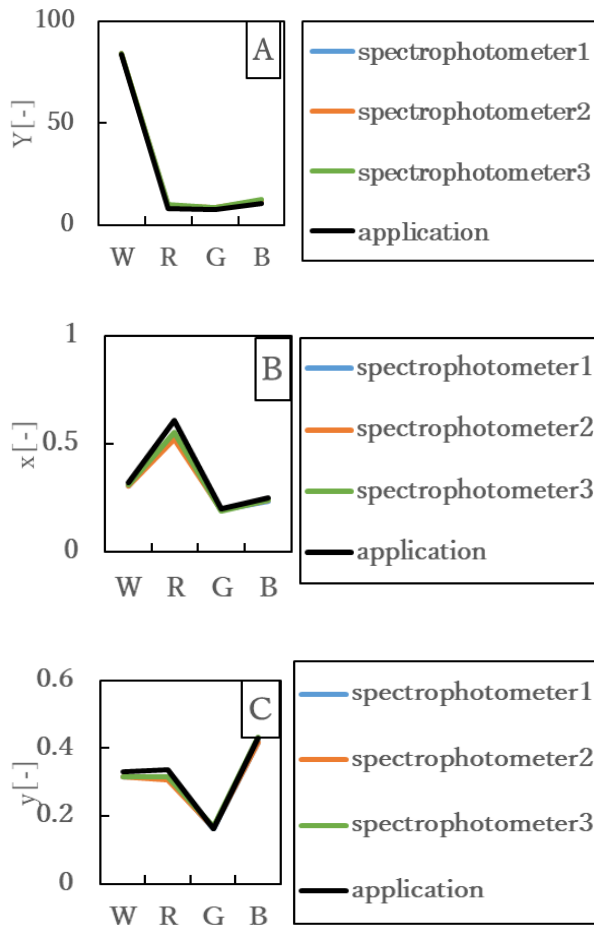 100
50
0
Y[-]
A
W R G B
spectrophotometer1
spectrophotometer2
spectrophotometer3
application
1
0.5
0
x[-]
B
W R G B
spectrophotometer1
spectrophotometer2
spectrophotometer3
application
0.6
0.4
0.2
0
y[-]
C
W R G B
spectrophotometer1
spectrophotometer2
spectrophotometer3
application